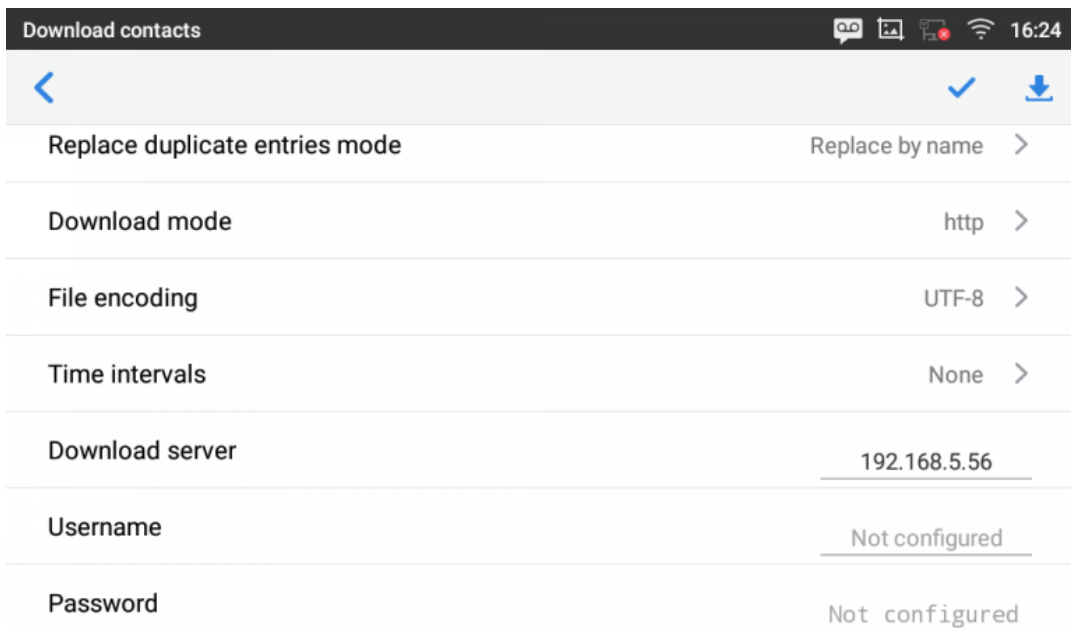 Download contacts 16:24
Replace duplicate entries mode Replace by name
Download mode http
File encoding UTF-8
Time intervals None
Download server 192.168.5.56
Username Not configured
Password Not configured